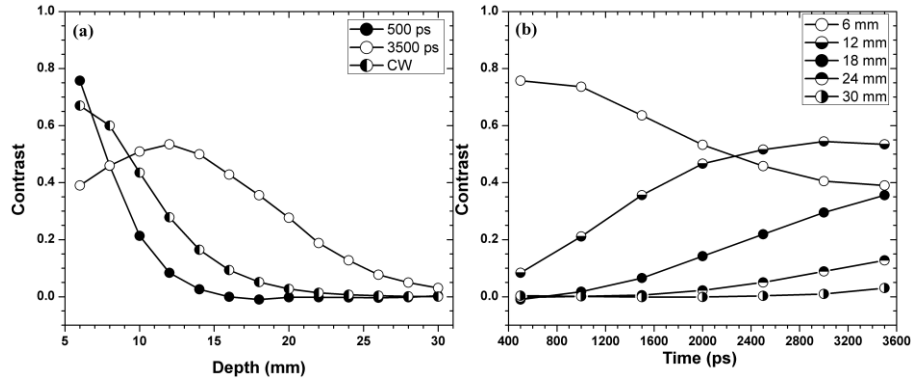 (a)
500 ps
3500 ps
CW
1.0
0.8
0.6
0.4
0.2
0.0
Contrast
5 10 15 20 25 30
Depth (mm)
(b)
6 mm
12 mm
18 mm
24 mm
30 mm
1.0
0.8
0.6
0.4
0.2
0.0
Contrast
400 800 1200 1600 2000 2400 2800 3200 3600
Time (ps)